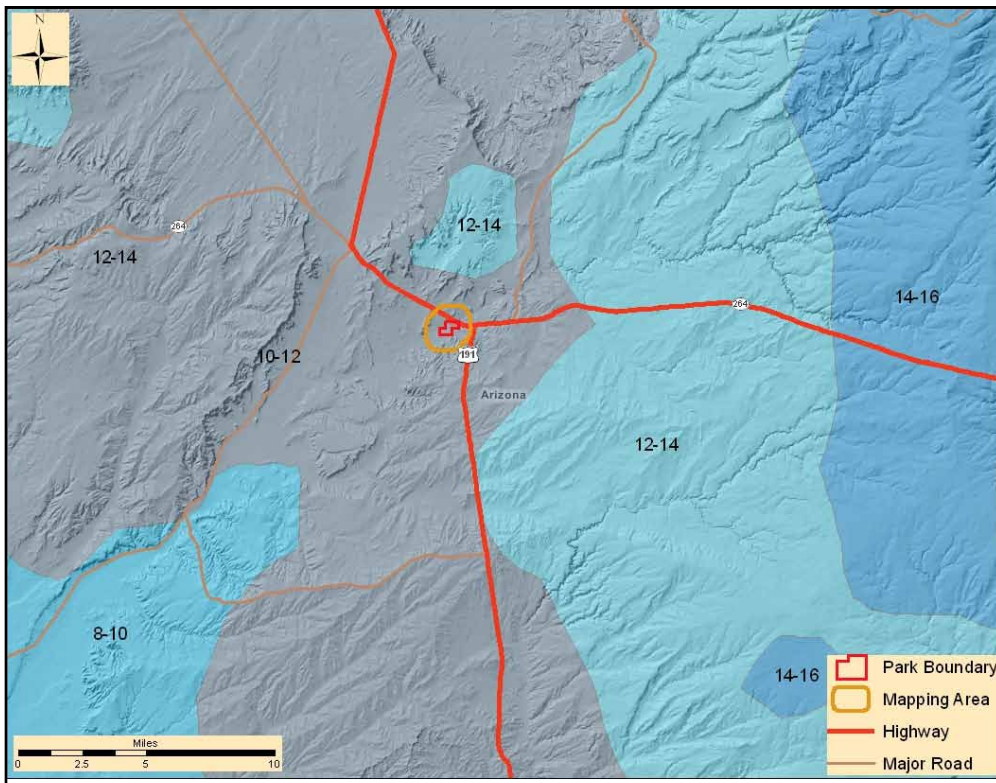 N
264
12-14
12-14
14-16
264
10-12
191
Arizona
12-14
8-10
14-16
Park Boundary
Mapping Area
Highway
Major Road
Miles
0 2.5 5 10